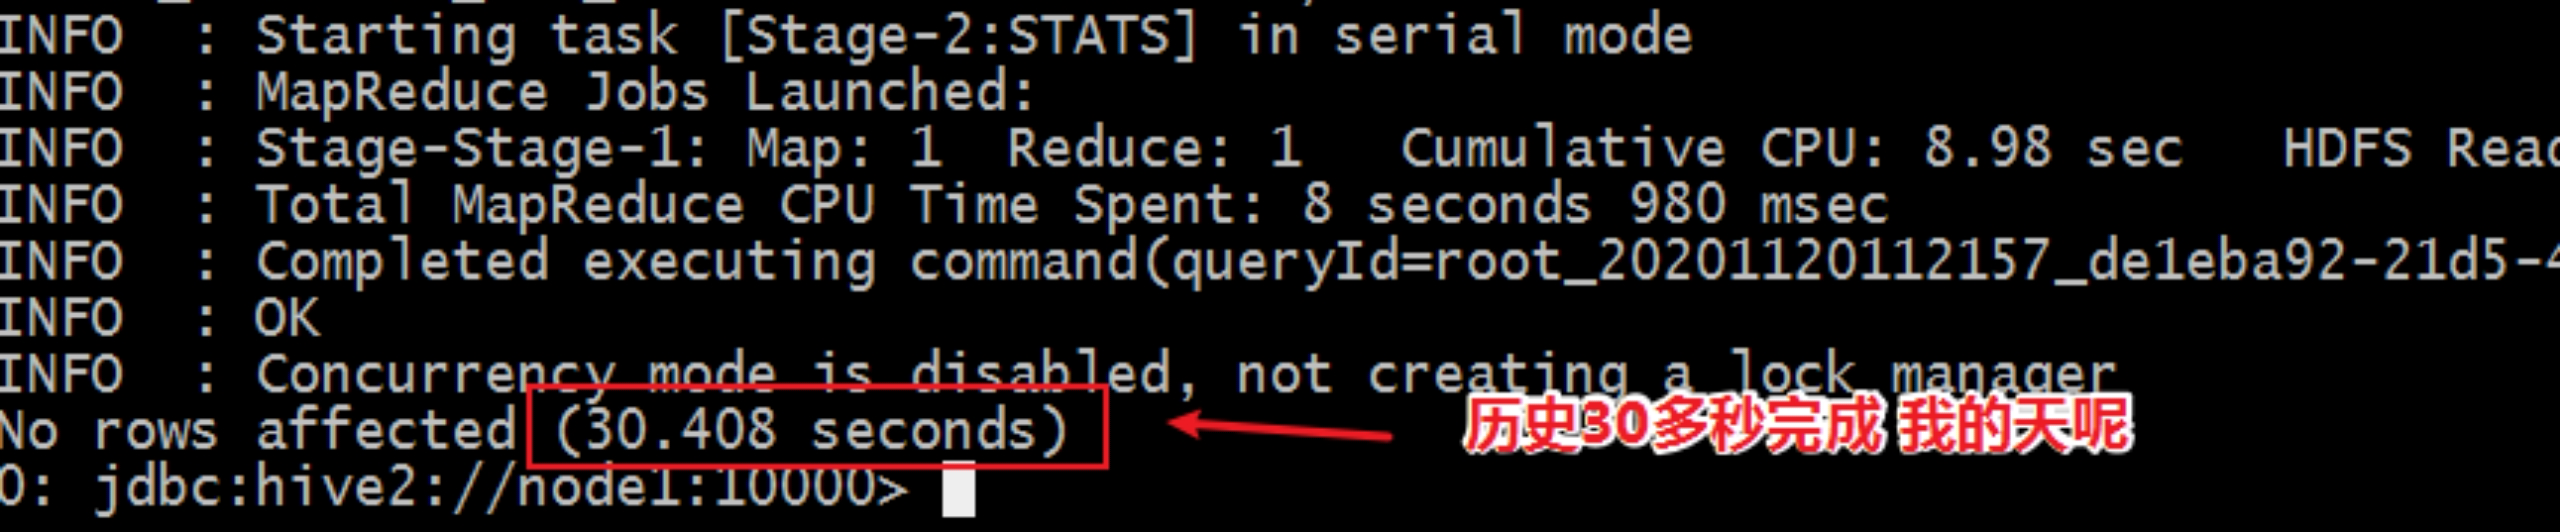 INFO  : Starting task [Stage-2:STATS] in serial mode
INFO  : MapReduce Jobs Launched:
INFO  : Stage-Stage-1: Map: 1  Reduce: 1   Cumulative CPU: 8.98 sec   HDFS Read
INFO  : Total MapReduce CPU Time Spent: 8 seconds 980 msec
INFO  : Completed executing command(queryId=root_20201120112157_de1eba92-21d5-4
INFO  : OK
INFO  : Concurrency mode is disabled, not creating a lock manager
No rows affected (30.408 seconds)
历史30多秒完成 我的天呢
0: jdbc:hive2://node1:10000>